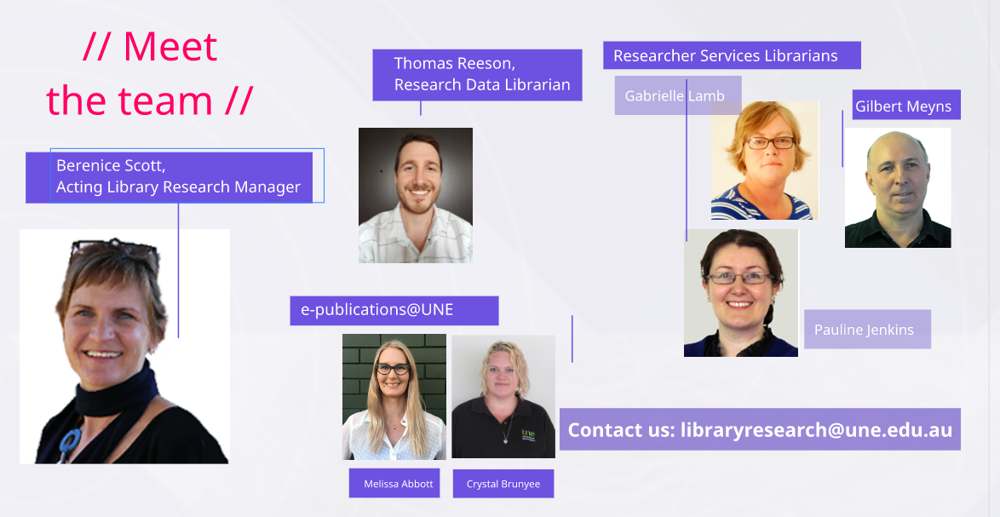 // Meet
the team //
Berenice Scott,
Acting Library Research Manager
Thomas Reeson,
Research Data Librarian
Researcher Services Librarians
Gabrielle Lamb
Gilbert Meyns
Pauline Jenkins
e-publications@UNE
une
Melissa Abbott
Crystal Brunyee
Contact us: libraryresearch@une.edu.au